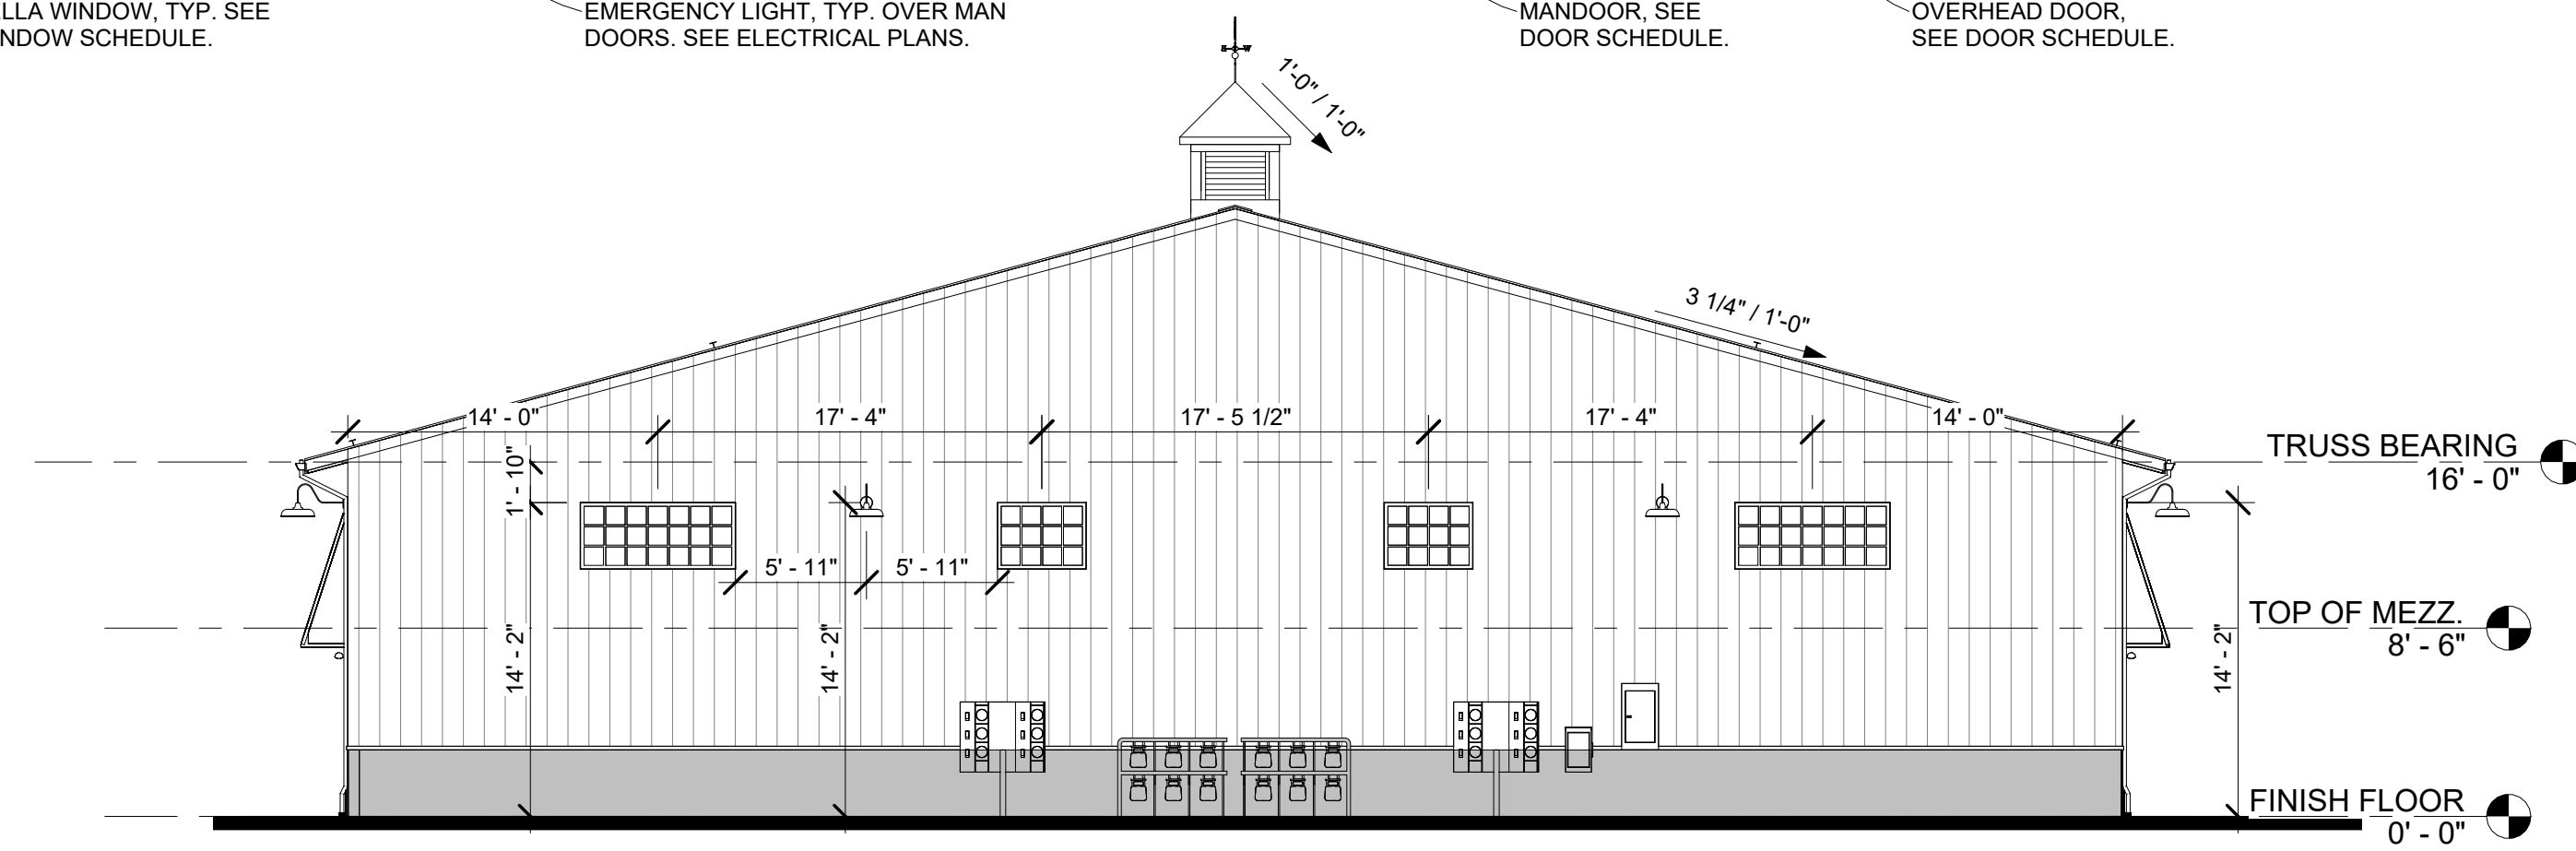 LLA WINDOW, TYP. SEE
NDOW SCHEDULE.
EMERGENCY LIGHT, TYP. OVER MAN
DOORS. SEE ELECTRICAL PLANS.
MANDOOR, SEE
DOOR SCHEDULE.
OVERHEAD DOOR,
SEE DOOR SCHEDULE.
W
1'-0" / 1'-0"
3 1/4" / 1'-0"
14' - 0"
17' - 4"
17' - 5 1/2"
17' - 4"
14' - 0"
TRUSS BEARING
16' - 0"
1' - 10"
5' - 11"
5' - 11"
14' - 2"
14' - 2"
14' - 2"
TOP OF MEZZ.
8' - 6"
FINISH FLOOR
0' - 0"